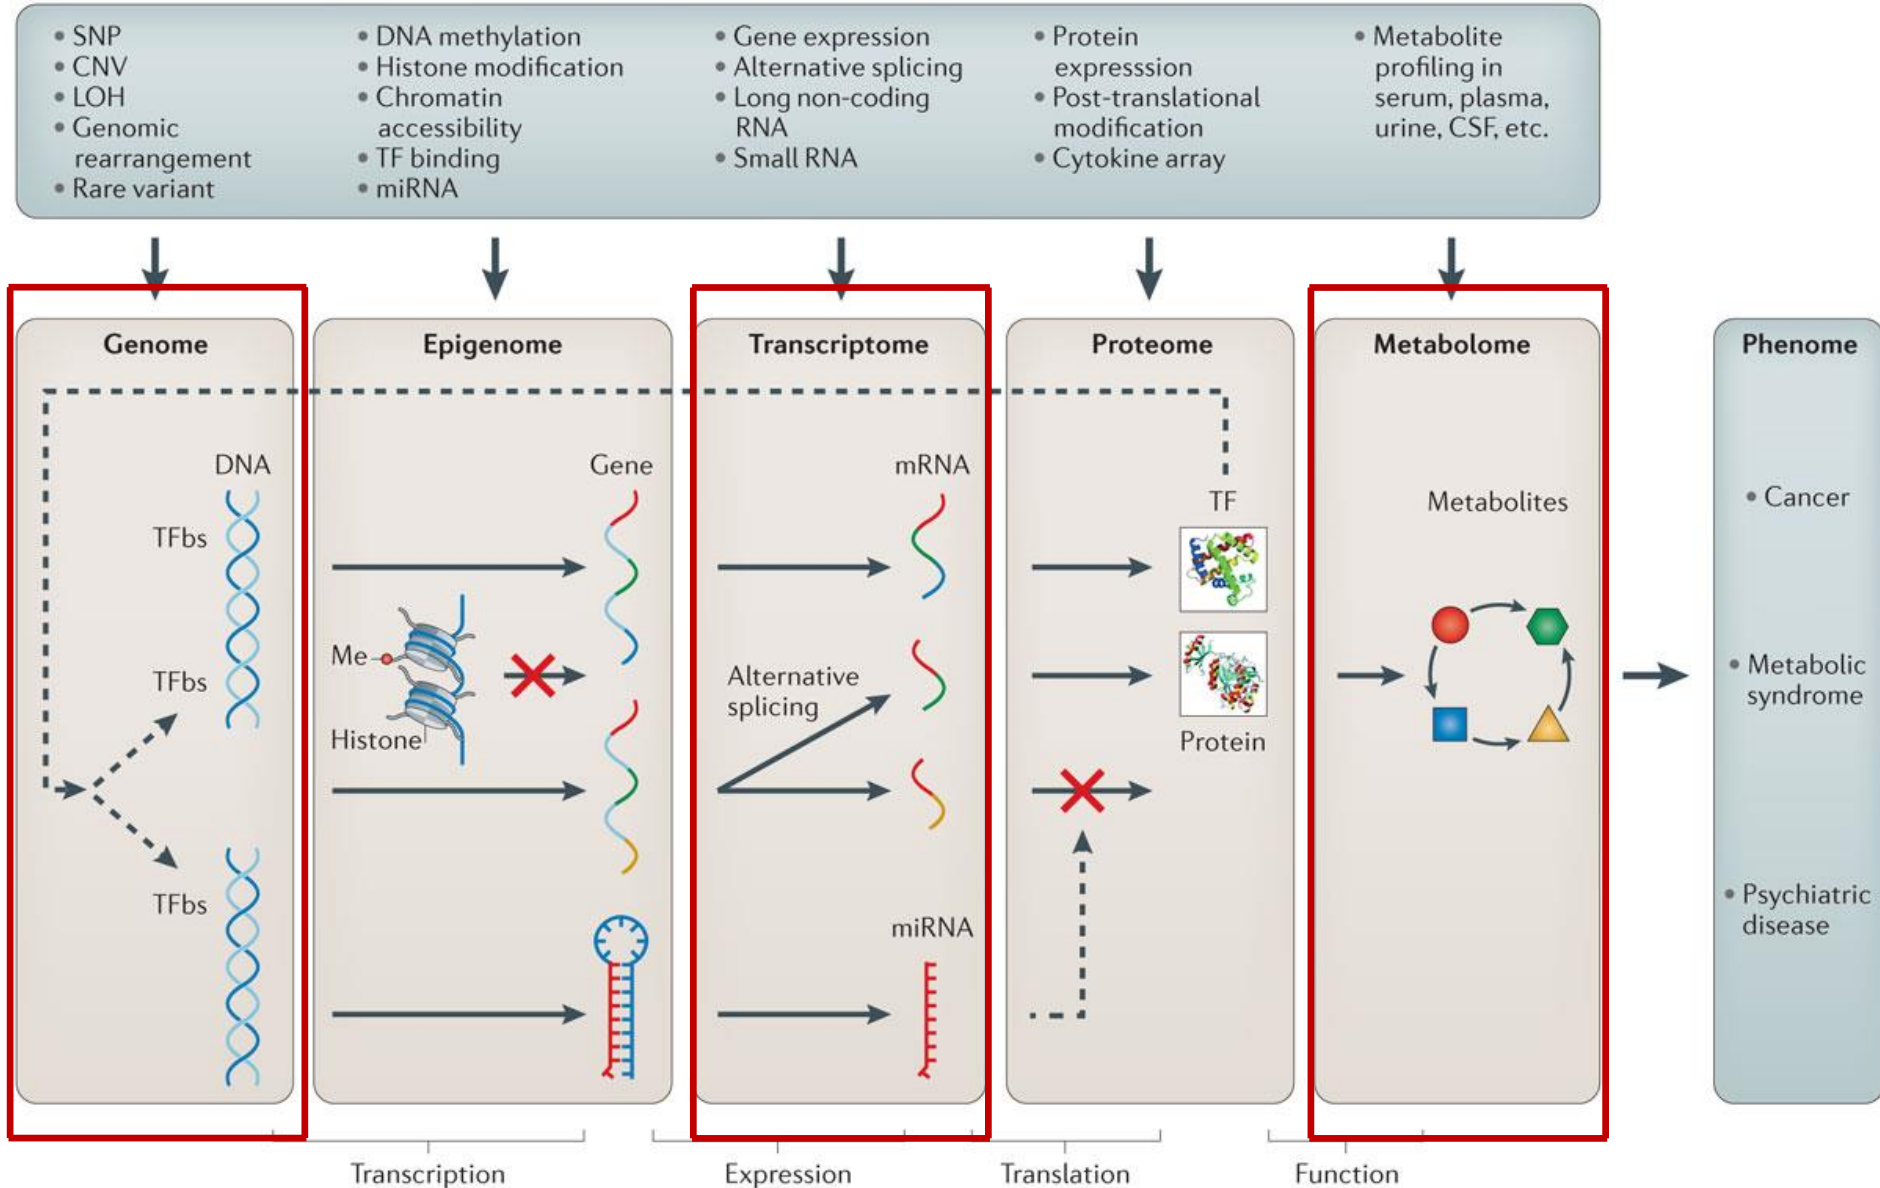 • SNP
• CNV
• LOH
• Genomic
rearrangement
• Rare variant
• DNA methylation
• Histone modification
• Chromatin
accessibility
• TF binding
• miRNA
• Gene expression
• Alternative splicing
• Long non-coding
RNA
• Small RNA
• Protein
expresssion
• Post-translational
modification
• Cytokine array
• Metabolite
profiling in
serum, plasma,
urine, CSF, etc.
Genome
DNA
TFbs
TFbs
TFbs
Epigenome
Gene
Me
Histone
Transcriptome
mRNA
Alternative
splicing
miRNA
Proteome
TF
Protein
Metabolome
Metabolites
Phenome
• Cancer
• Metabolic
syndrome
• Psychiatric
disease
Transcription
Expression
Translation
Function